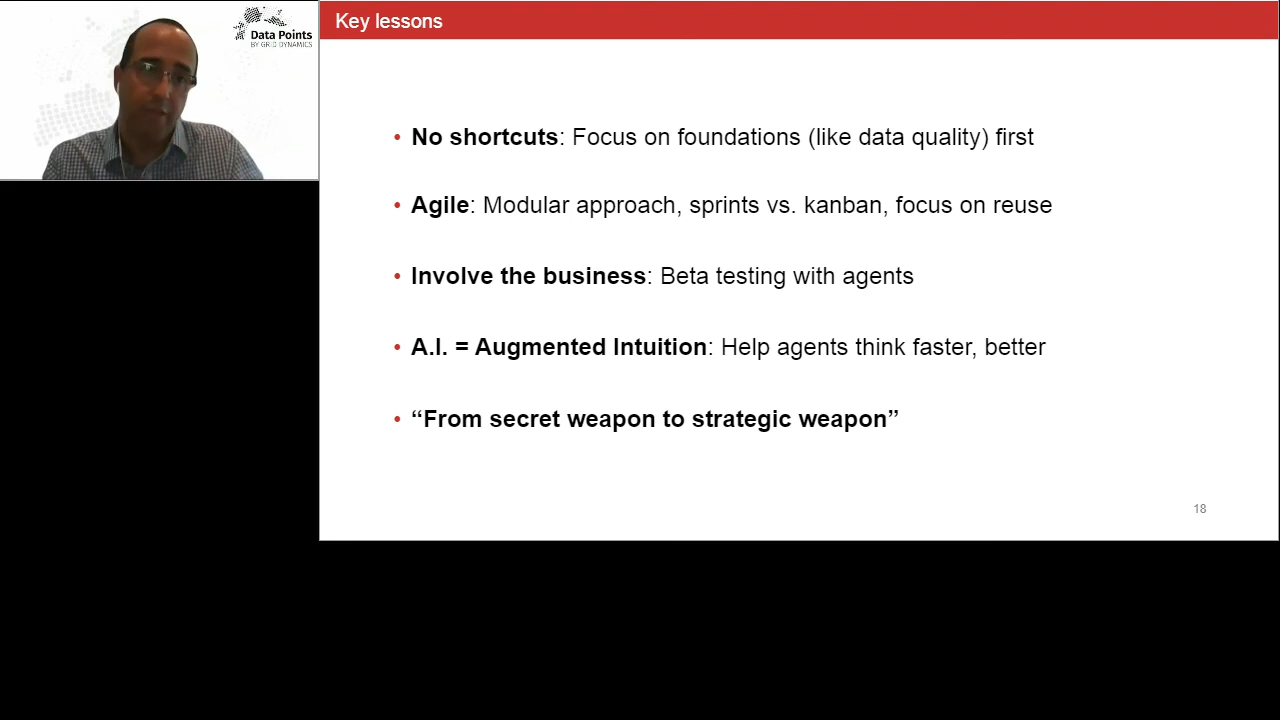 Data Points
BY GRID DYNAMICS
Key lessons
• No shortcuts: Focus on foundations (like data quality) first
• Agile: Modular approach, sprints vs. kanban, focus on reuse
• Involve the business: Beta testing with agents
• A.I. = Augmented Intuition: Help agents think faster, better
• “From secret weapon to strategic weapon”
18